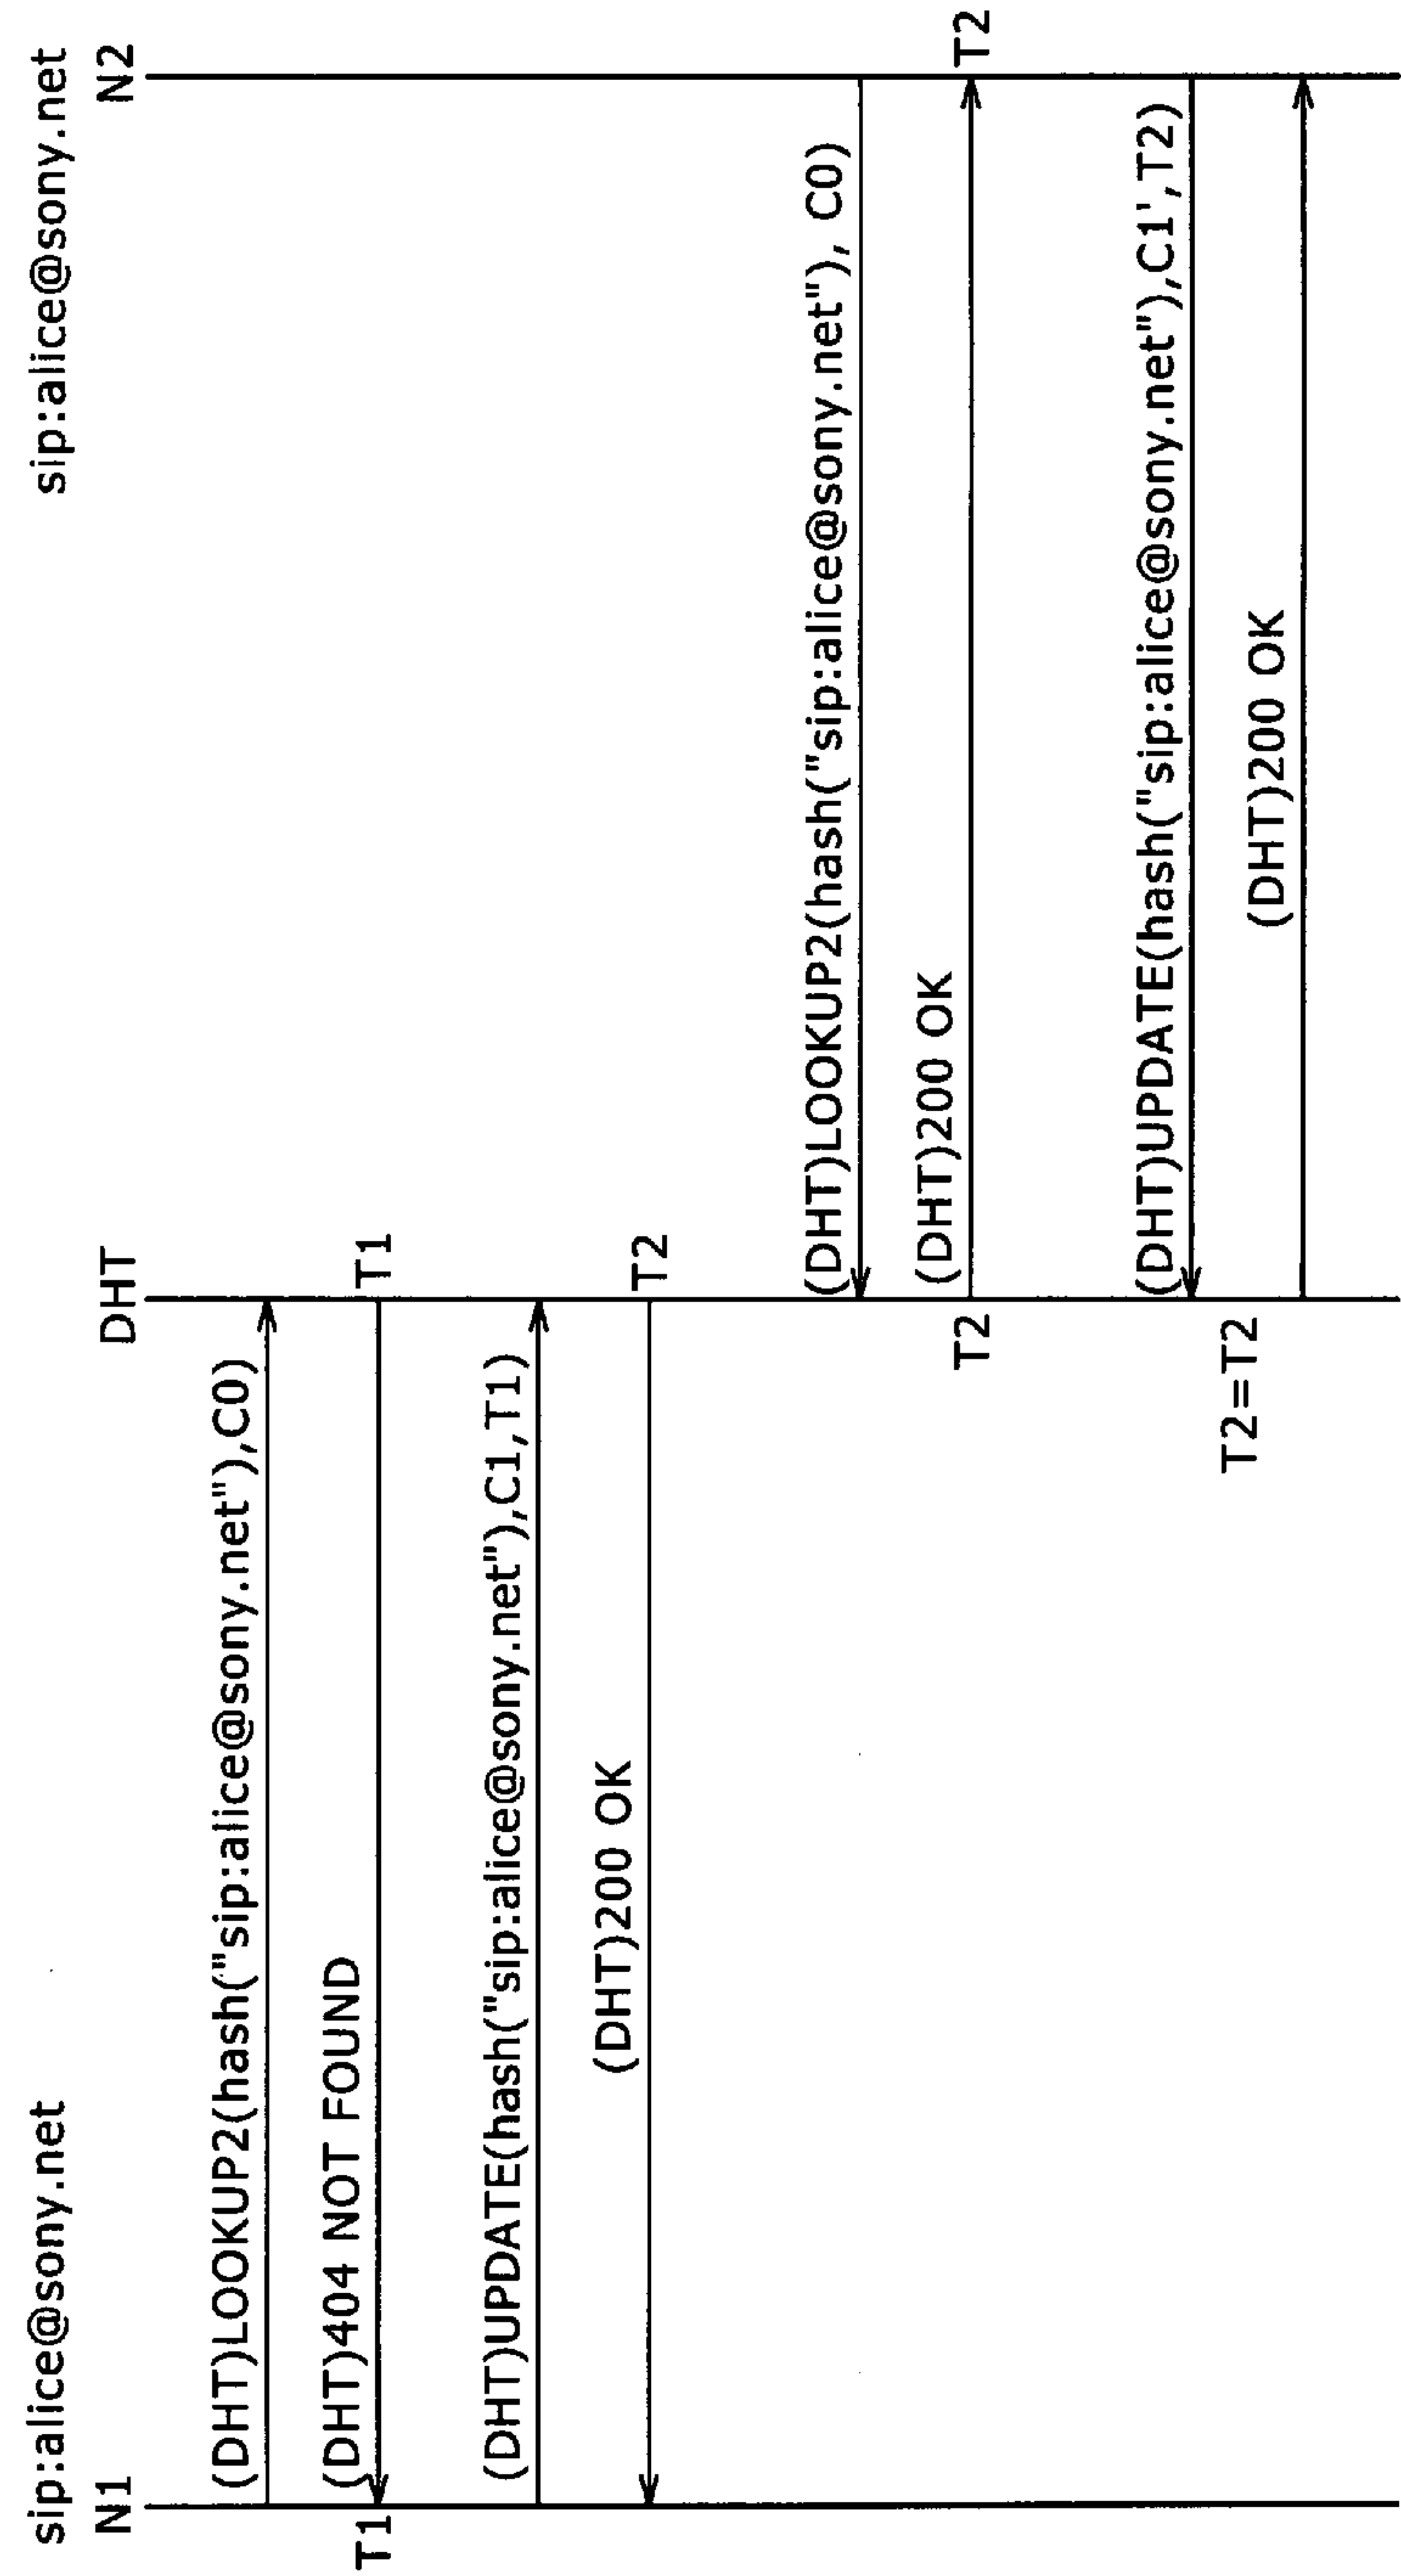 sip:alice@sony.net
sip:alice@sony.net
N1
DHT
N2
(DHT)LOOKUP2(hash("sip:alice@sony.net"),C0)
(DHT)404 NOT FOUND
T1
T1
(DHT)UPDATE(hash("sip:alice@sony.net"),C1,T1)
(DHT)200 OK
T2
(DHT)LOOKUP2(hash("sip:alice@sony.net"), C0)
(DHT)200 OK
T2
T2
(DHT)UPDATE(hash("sip:alice@sony.net"),C1',T2)
T2=T2
(DHT)200 OK